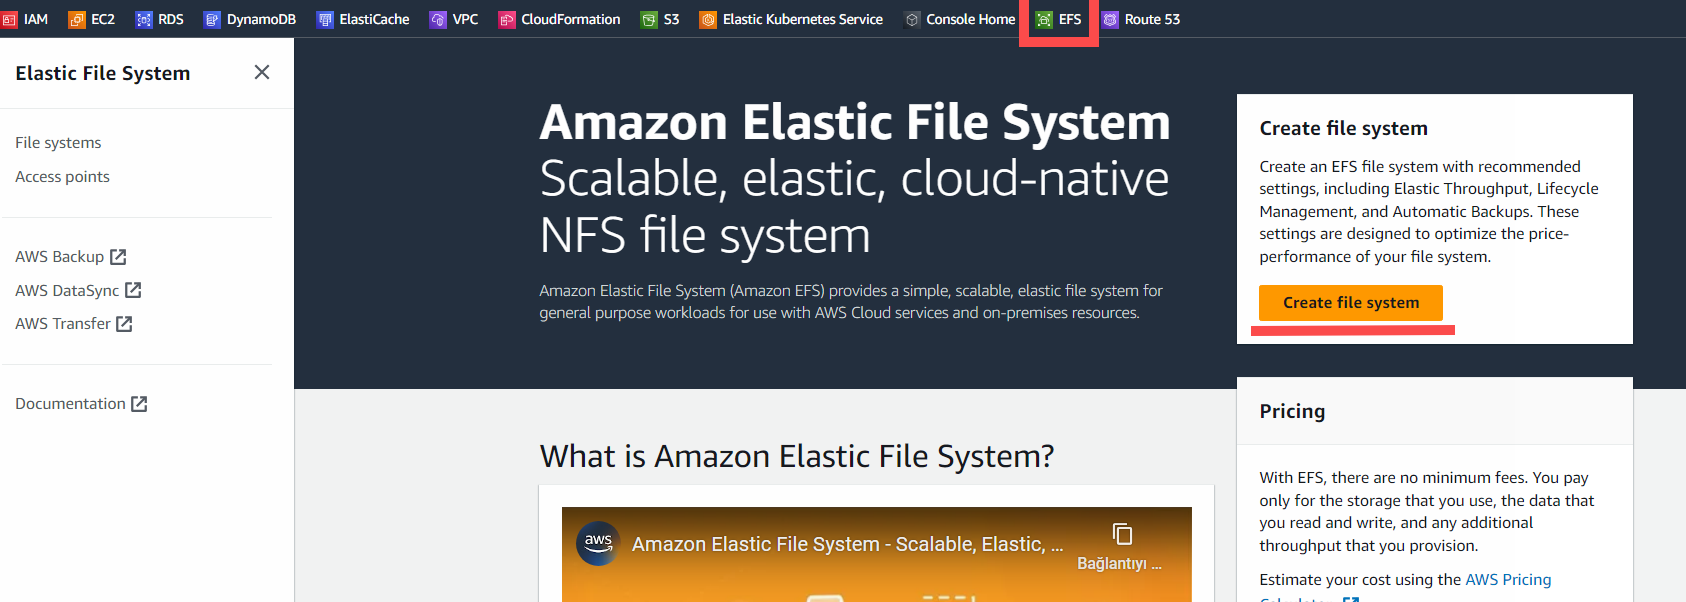 IAM EC2 RDS DynamoDB ElastiCache VPC CloudFormation S3 Elastic Kubernetes Service Console Home EFS Route 53
Elastic File System
File systems
Access points
AWS Backup
AWS DataSync
AWS Transfer
Documentation
Amazon Elastic File System
Scalable, elastic, cloud-native
NFS file system
Amazon Elastic File System (Amazon EFS) provides a simple, scalable, elastic file system for
general purpose workloads for use with AWS Cloud services and on-premises resources.
Create file system
Create an EFS file system with recommended
settings, including Elastic Throughput, Lifecycle
Management, and Automatic Backups. These
settings are designed to optimize the price-
performance of your file system.
Create file system
What is Amazon Elastic File System?
aws
Amazon Elastic File System - Scalable, Elastic, ...
Bağlantıyı ...
Pricing
With EFS, there are no minimum fees. You pay
only for the storage that you use, the data that
you read and write, and any additional
throughput that you provision.
Estimate your cost using the AWS Pricing